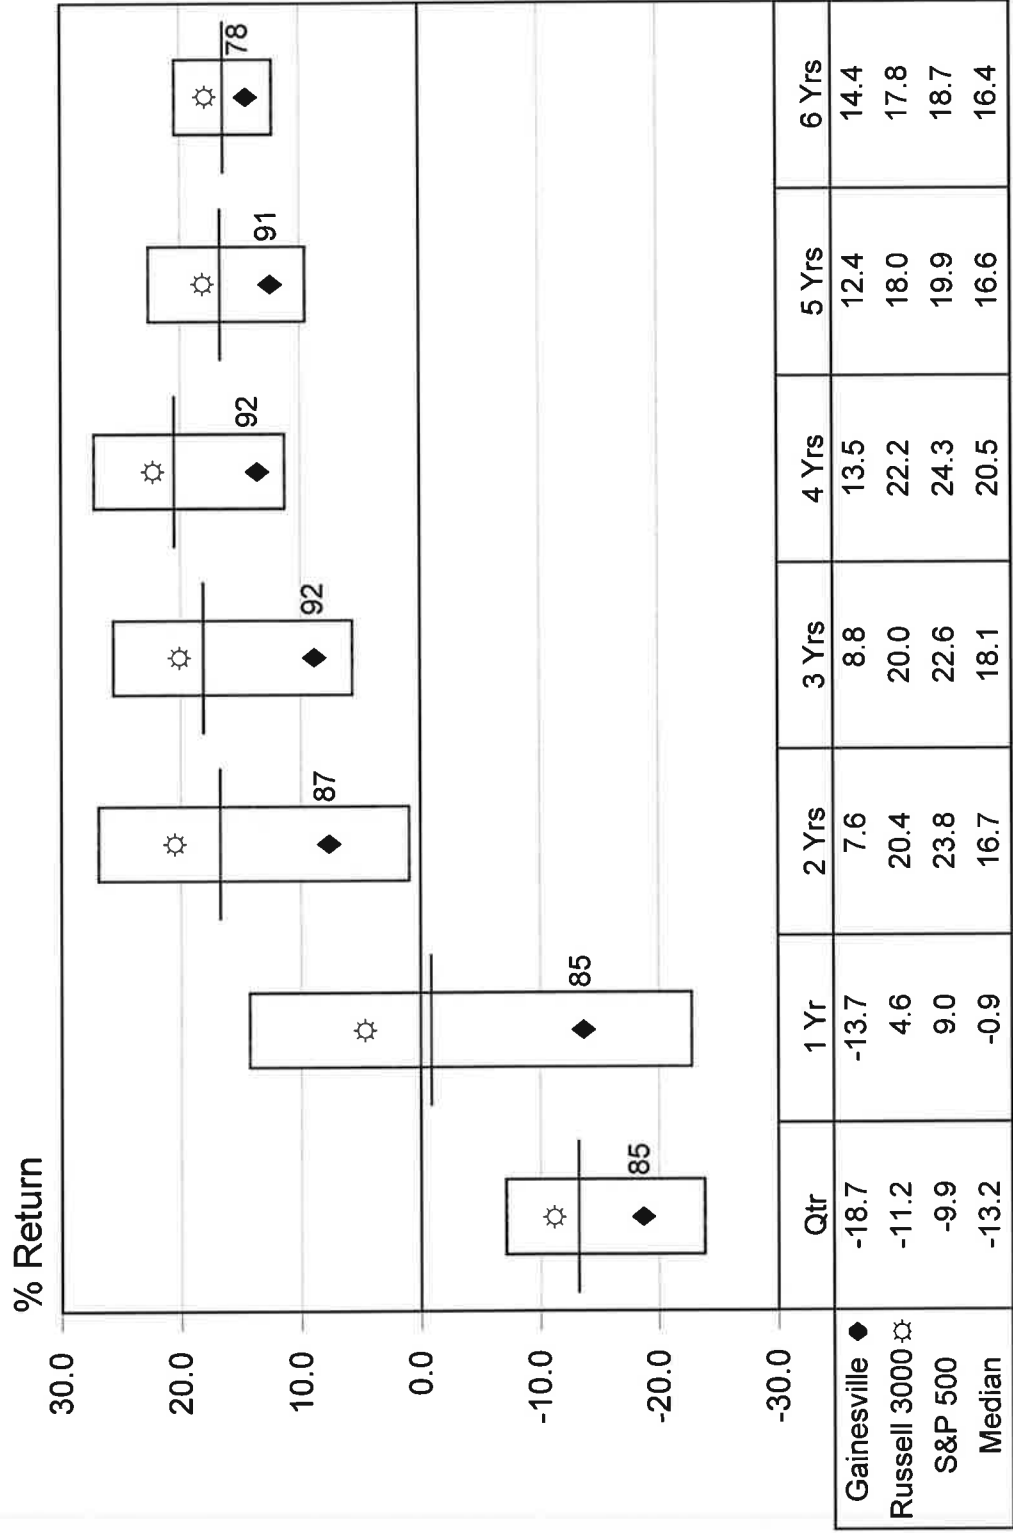 % Return
30.0
20.0
10.0
0.0
-10.0
-20.0
-30.0
85
85
87
92
92
91
78
Qtr 1 Yr 2 Yrs 3 Yrs 4 Yrs 5 Yrs 6 Yrs
Gainesville -18.7 -13.7 7.6 8.8 13.5 12.4 14.4
Russell 3000 -11.2 4.6 20.4 20.0 22.2 18.0 17.8
S&P 500 -9.9 9.0 23.8 22.6 24.3 19.9 18.7
Median -13.2 -0.9 16.7 18.1 20.5 16.6 16.4